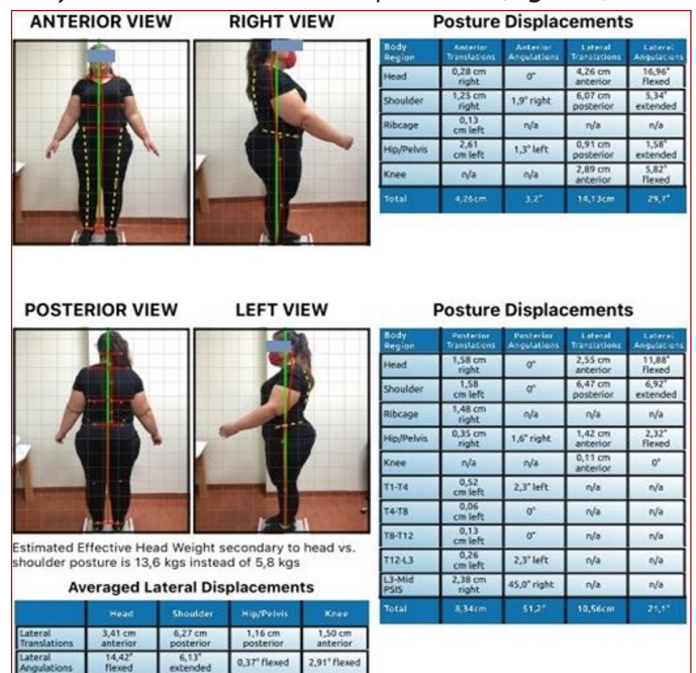 ANTERIOR VIEW RIGHT VIEW Posture Displacements
Body Region Anterior Translations Anterior Angulations Lateral Translations Lateral Angulations
Head 0,28 cm right 0° 4,26 cm anterior 16,96° flexed
Shoulder 1,25 cm right 1,9° right 6,07 cm posterior 5,34° extended
Ribcage 0,13 cm left n/a n/a n/a
Hip/Pelvis 2,61 cm left 1,3° left 0,91 cm posterior 1,58° extended
Knee n/a n/a 2,89 cm anterior 5,82° flexed
Total 4,26cm 3,2° 14,13cm 29,7°
POSTERIOR VIEW LEFT VIEW Posture Displacements
Body Region Posterior Translations Posterior Angulations Lateral Translations Lateral Angulations
Head 1,58 cm right 0° 2,55 cm anterior 11,88° flexed
Shoulder 1,58 cm left 0° 6,47 cm posterior 6,92° extended
Ribcage 1,48 cm right n/a n/a n/a
Hip/Pelvis 0,35 cm right 1,6° right 1,42 cm anterior 2,32° flexed
Knee n/a n/a 0,11 cm anterior 0°
T1-T4 0,52 cm left 2,3° left n/a n/a
T4-T8 0,06 cm left 0° n/a n/a
T8-T12 0,13 cm left 0° n/a n/a
T12-L3 0,26 cm left 2,3° left n/a n/a
L3-Mid PSIS 2,38 cm right 45,0° right n/a n/a
Total 8,34cm 51,2° 10,56cm 21,1°
Estimated Effective Head Weight secondary to head vs.
shoulder posture is 13,6 kgs instead of 5,8 kgs
Averaged Lateral Displacements
Head Shoulder Hip/Pelvis Knee
Lateral Translations 3,41 cm anterior 6,27 cm posterior 1,16 cm posterior 1,50 cm anterior
Lateral Angulations 14,42° flexed 6,13° extended 0,37° flexed 2,91° flexed